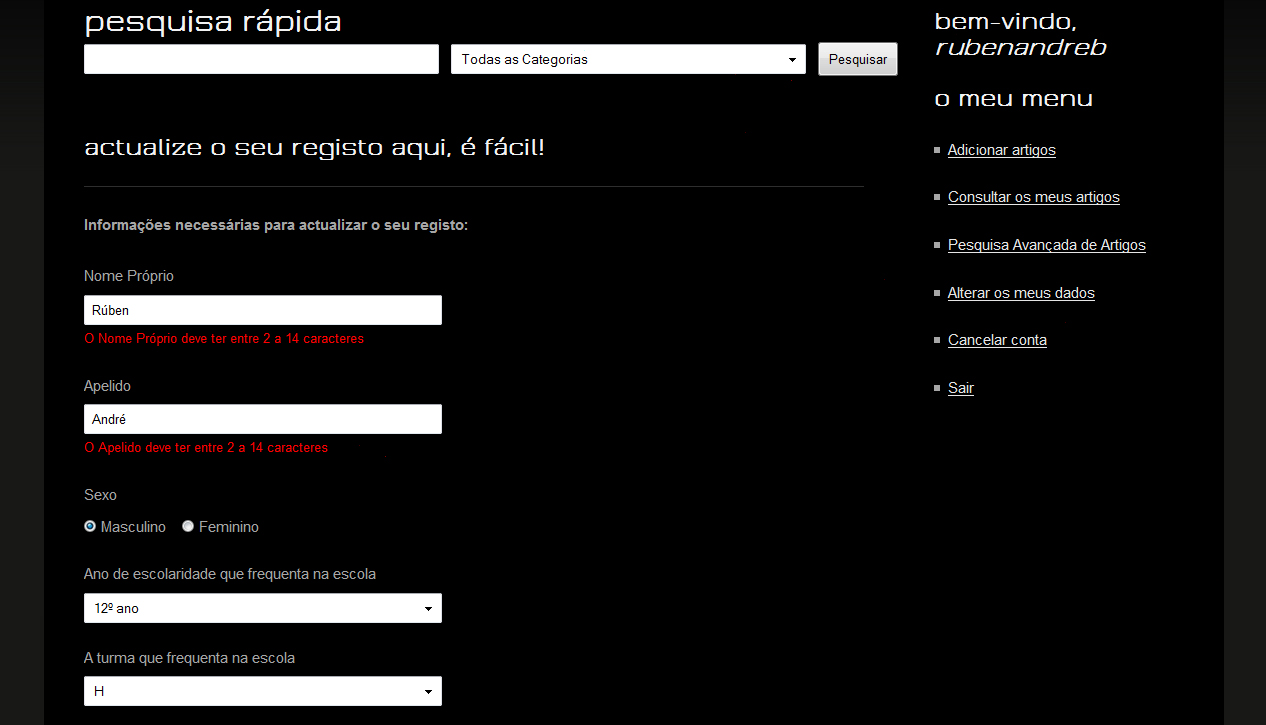 pesquisa rápida
Todas as Categorias
Pesquisar
actualize o seu registo aqui, é fácil!
Informações necessárias para actualizar o seu registo:
Nome Próprio
Rúben
O Nome Próprio deve ter entre 2 a 14 caracteres
Apelido
André
O Apelido deve ter entre 2 a 14 caracteres
Sexo
Masculino Feminino
Ano de escolaridade que frequenta na escola
12º ano
A turma que frequenta na escola
H
bem-vindo,
rubenandreb
o meu menu
Adicionar artigos
Consultar os meus artigos
Pesquisa Avançada de Artigos
Alterar os meus dados
Cancelar conta
Sair